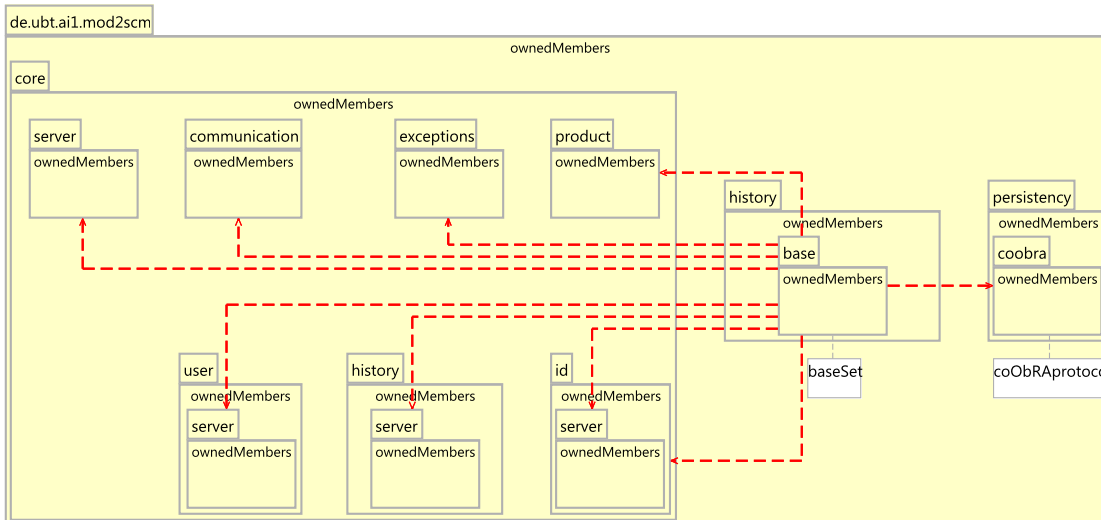 de.ubt.ai1.mod2scm
ownedMembers
core
ownedMembers
server
communication
exceptions
product
ownedMembers
ownedMembers
ownedMembers
ownedMembers
history
persistency
ownedMembers
ownedMembers
base
coobra
ownedMembers
ownedMembers
user
history
id
baseSet
coObRAprotoco
ownedMembers
ownedMembers
ownedMembers
server
server
server
ownedMembers
ownedMembers
ownedMembers